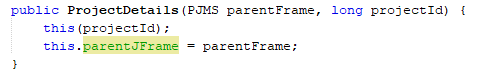 public ProjectDetails(PJMS parentFrame, long projectId) {
    this(projectId);
    this.parentJFrame = parentFrame;
}